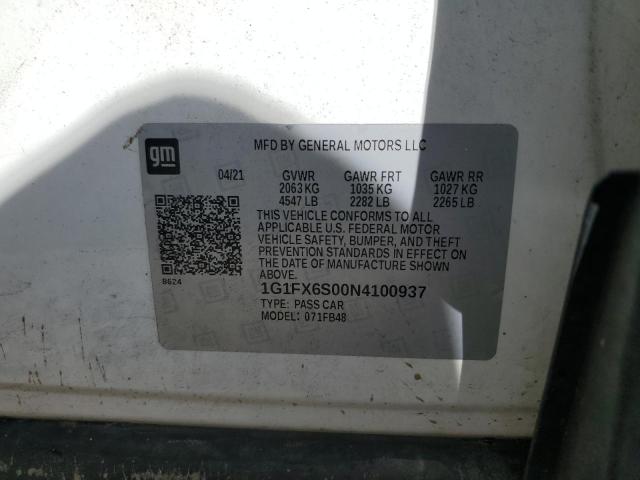 gm
MFD BY GENERAL MOTORS LLC
04/21 GVWR GAWR FRT GAWR RR
2063 KG 1035 KG 1027 KG
4547 LB 2282 LB 2265 LB
THIS VEHICLE CONFORMS TO ALL
APPLICABLE U.S. FEDERAL MOTOR
VEHICLE SAFETY, BUMPER, AND THEFT
PREVENTION STANDARDS IN EFFECT ON
THE DATE OF MANUFACTURE SHOWN
ABOVE.
8624
1G1FX6S00N4100937
TYPE: PASS CAR
MODEL: 071FB48